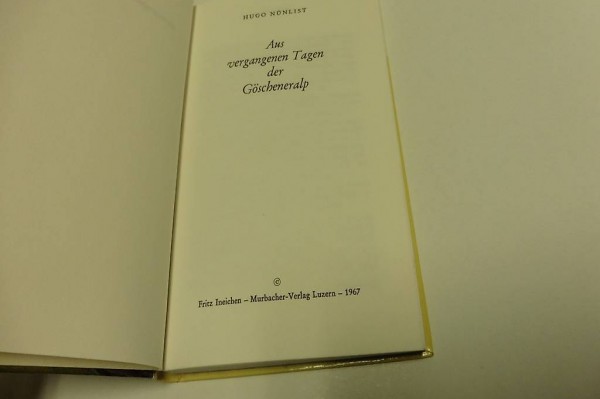 HUGO NÜNLIST
Aus
vergangenen Tagen
der
Göscheneralp
©
Fritz Ineichen – Murbacher-Verlag Luzern – 1967